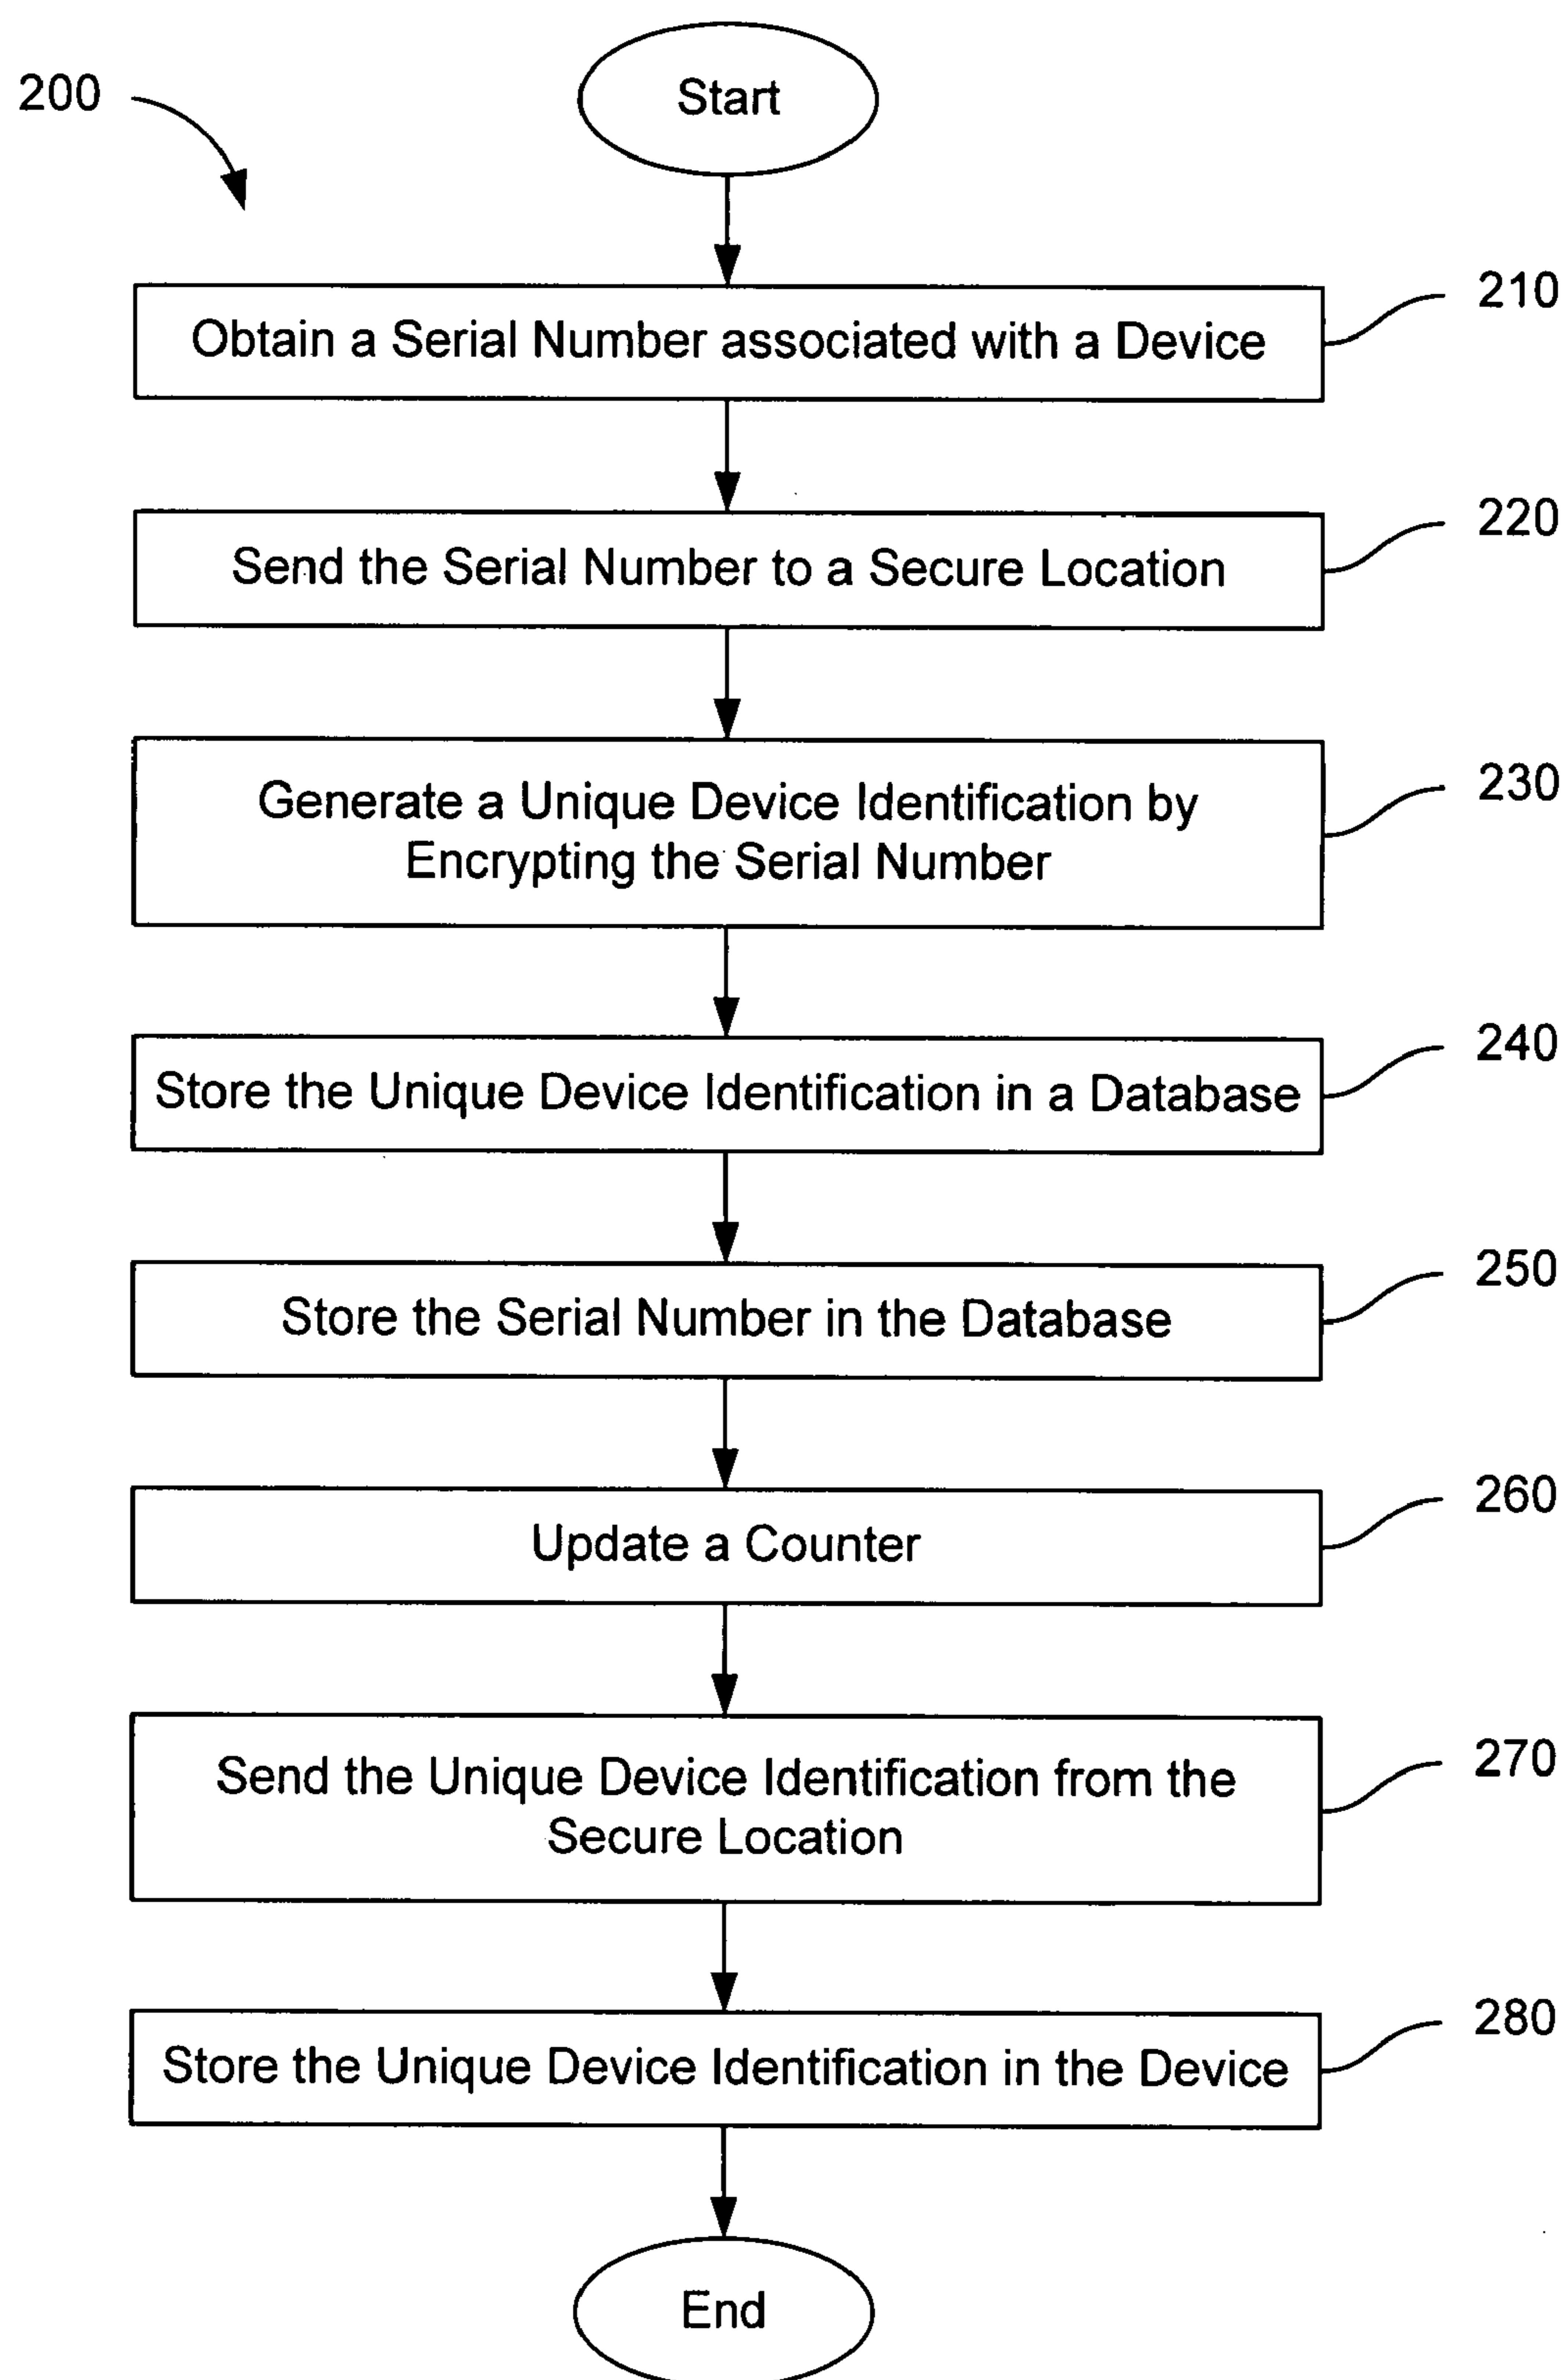 200
Start
210
Obtain a Serial Number associated with a Device
220
Send the Serial Number to a Secure Location
230
Generate a Unique Device Identification by
Encrypting the Serial Number
240
Store the Unique Device Identification in a Database
250
Store the Serial Number in the Database
260
Update a Counter
270
Send the Unique Device Identification from the
Secure Location
280
Store the Unique Device Identification in the Device
End